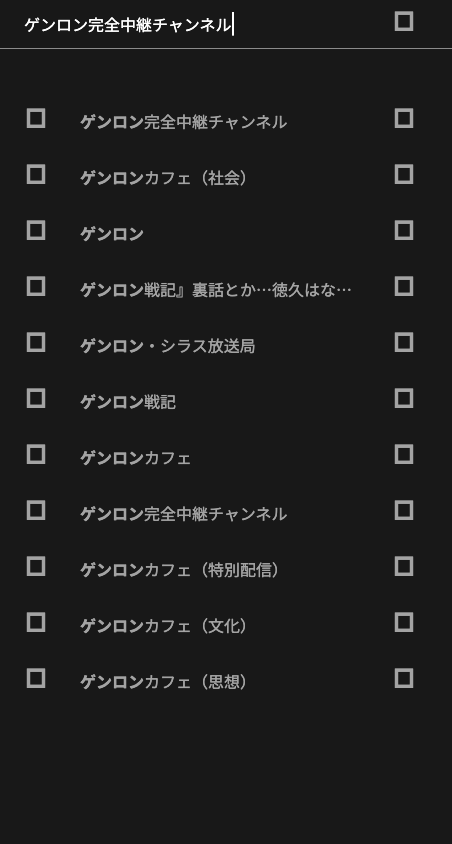 ゲンロン完全中継チャンネル
ゲンロン完全中継チャンネル
ゲンロンカフェ（社会）
ゲンロン
ゲンロン戦記』裏話とか…徳久はな…
ゲンロン・シラス放送局
ゲンロン戦記
ゲンロンカフェ
ゲンロン完全中継チャンネル
ゲンロンカフェ（特別配信）
ゲンロンカフェ（文化）
ゲンロンカフェ（思想）